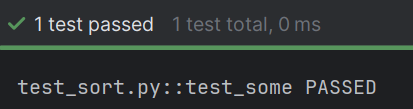 1 test passed 1 test total, 0 ms
test_sort.py::test_some PASSED